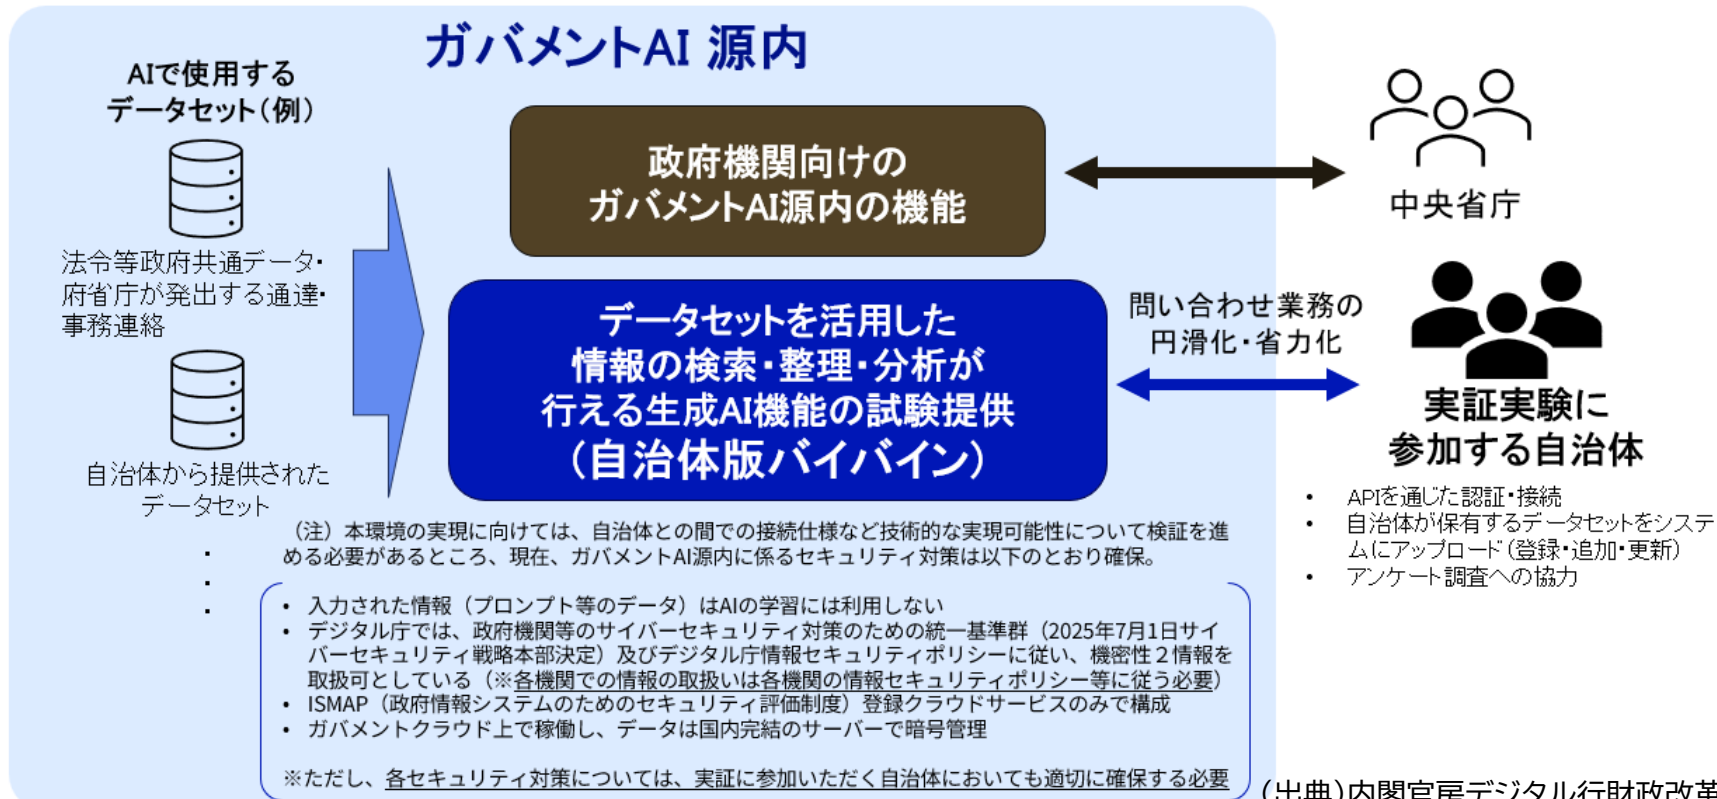 ガバメントAI 源内
AIで使用する
データセット（例）
法令等政府共通データ・
府省庁が発出する通達・
事務連絡
自治体から提供された
データセット
政府機関向けの
ガバメントAI源内の機能
データセットを活用した
情報の検索・整理・分析が
行える生成AI機能の試験提供
（自治体版バイバイン）
中央省庁
問い合わせ業務の
円滑化・省力化
実証実験に
参加する自治体
• APIを通じた認証・接続
• 自治体が保有するデータセットをシステ
ムにアップロード（登録・追加・更新）
• アンケート調査への協力
（注）本環境の実現に向けては、自治体との間での接続仕様など技術的な実現可能性について検証を進
める必要があるところ、現在、ガバメントAI源内に係るセキュリティ対策は以下のとおり確保。
• 入力された情報（プロンプト等のデータ）はAIの学習には利用しない
• デジタル庁では、政府機関等のサイバーセキュリティ対策のための統一基準群（2025年7月1日サイ
バーセキュリティ戦略本部決定）及びデジタル庁情報セキュリティポリシーに従い、機密性２情報を
取扱可としている（※各機関での情報の取扱いは各機関の情報セキュリティポリシー等に従う必要）
• ISMAP（政府情報システムのためのセキュリティ評価制度）登録クラウドサービスのみで構成
• ガバメントクラウド上で稼働し、データは国内完結のサーバーで暗号管理
※ただし、各セキュリティ対策については、実証に参加いただく自治体においても適切に確保する必要
（出典）内閣官房デジタル行財政改革